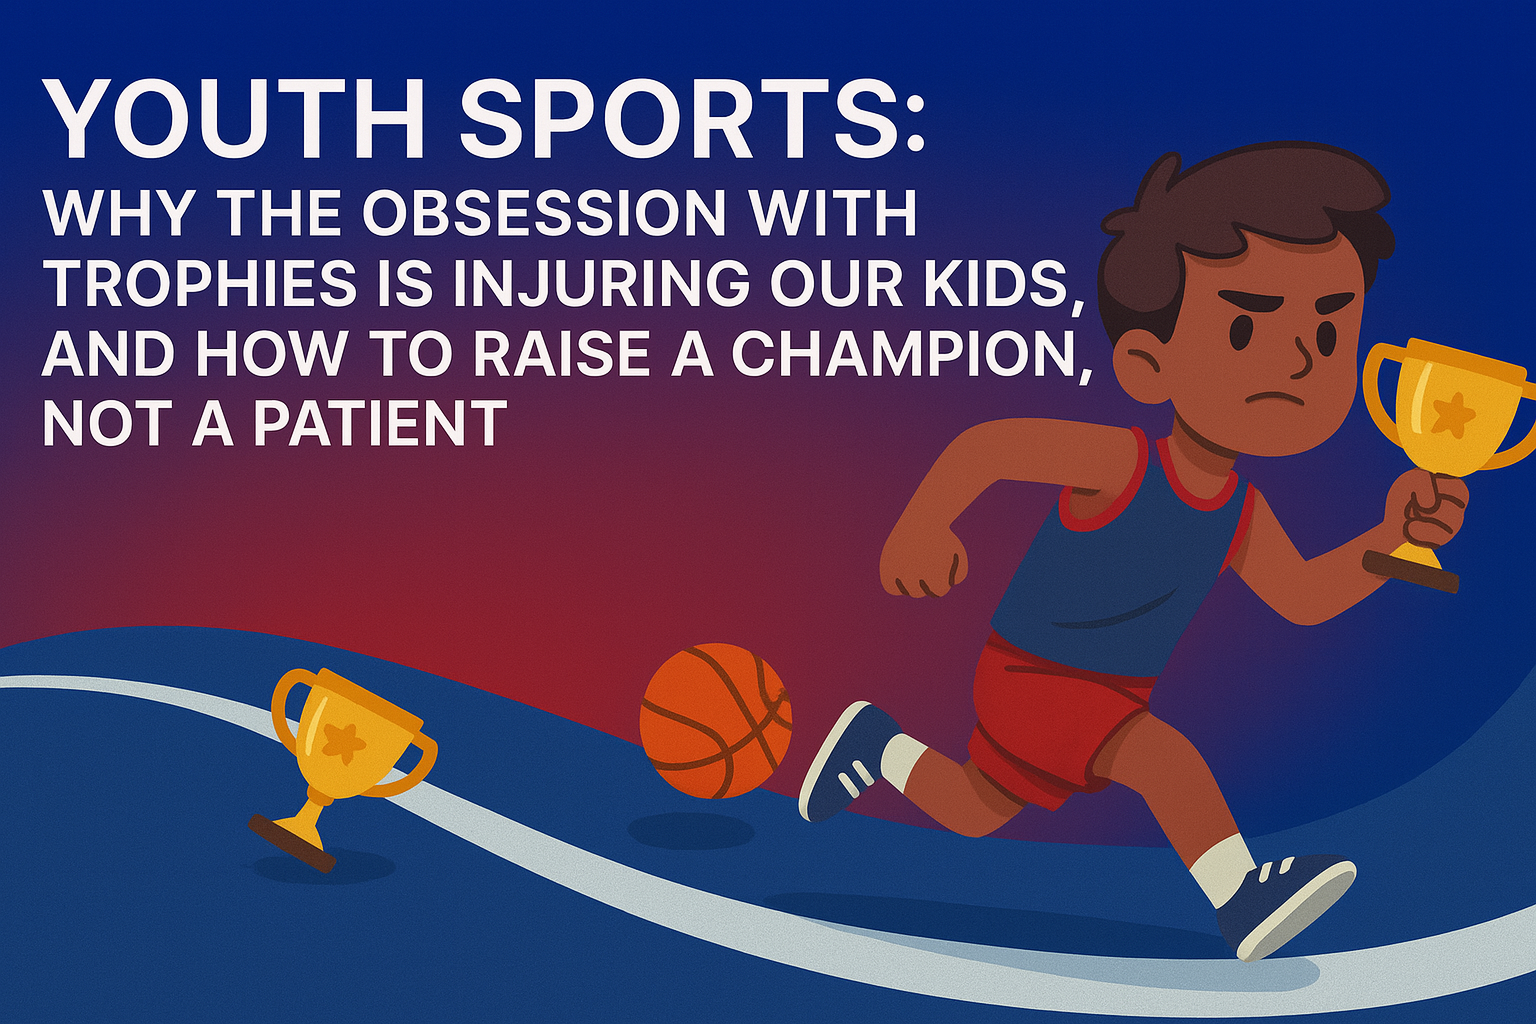 YOUTH SPORTS:
WHY THE OBSESSION WITH
TROPHIES IS INJURING OUR KIDS,
AND HOW TO RAISE A CHAMPION,
NOT A PATIENT